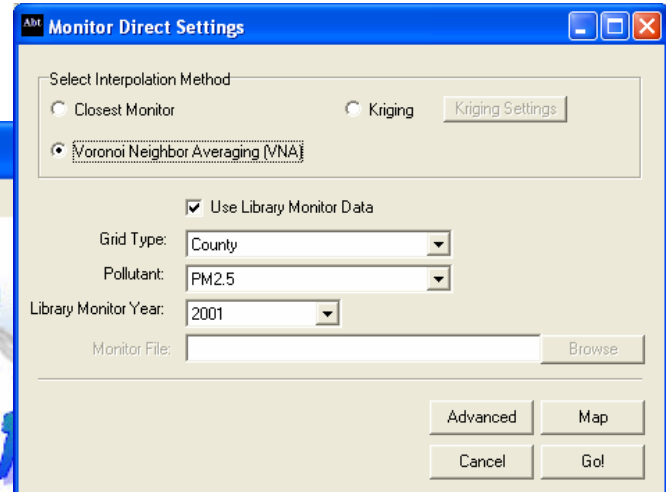 Abt Monitor Direct Settings
Select Interpolation Method
Closest Monitor
Kriging
Kriging Settings
Voronoi Neighbor Averaging (VNA)
Use Library Monitor Data
Grid Type: County
Pollutant: PM2.5
Library Monitor Year: 2001
Monitor File: Browse
Advanced Map
Cancel Go!